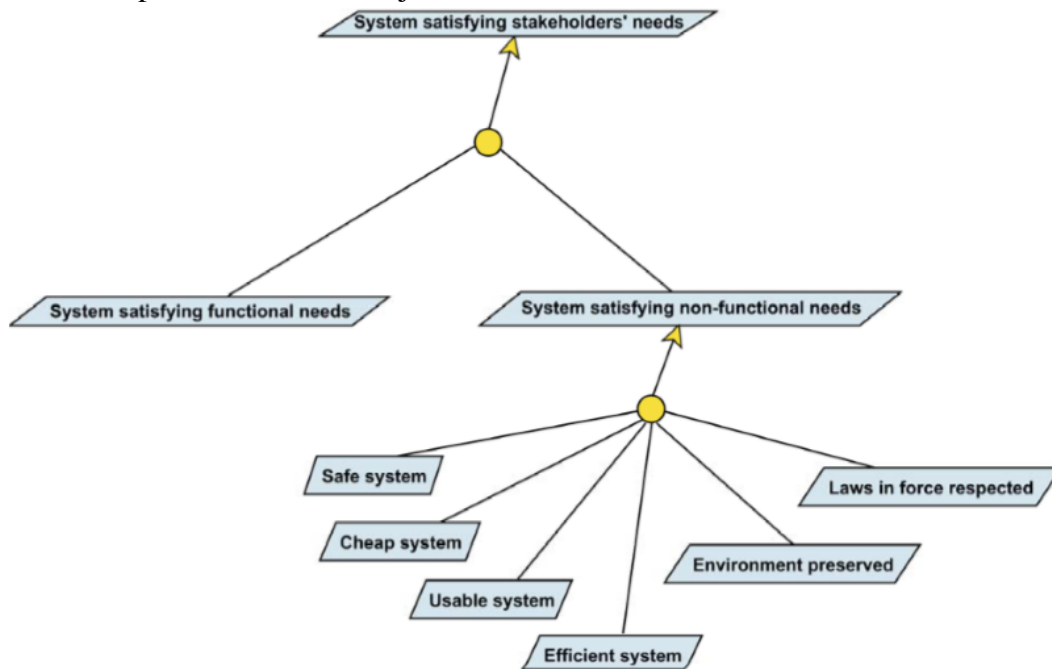 System satisfying stakeholders' needs
System satisfying functional needs
System satisfying non-functional needs
Safe system
Laws in force respected
Cheap system
Environment preserved
Usable system
Efficient system